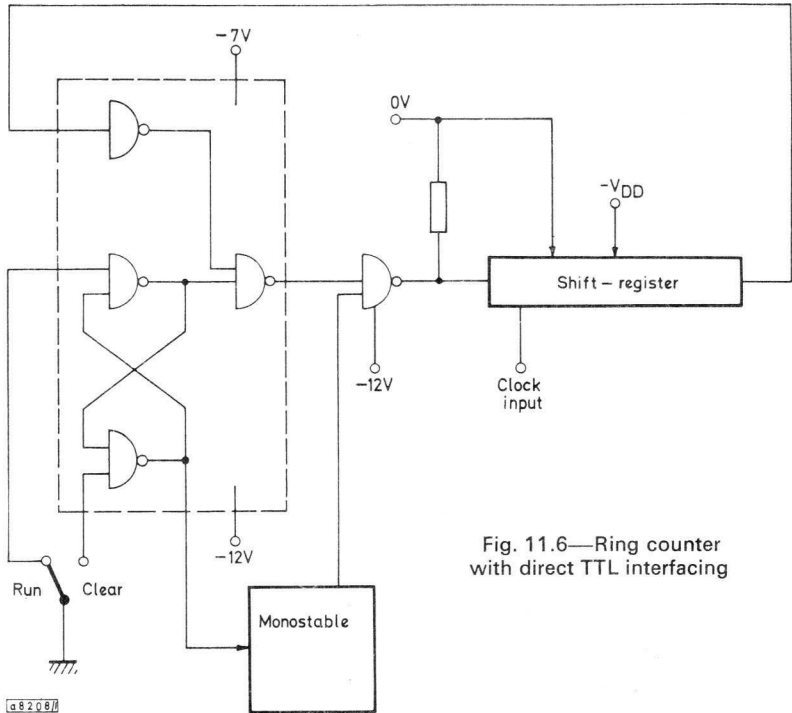 -7V
0V
-VDD
Shift-register
-12V
Clock
input
-12V
Run
Clear
Monostable
Fig. 11.6—Ring counter
with direct TTL interfacing
a8208/1